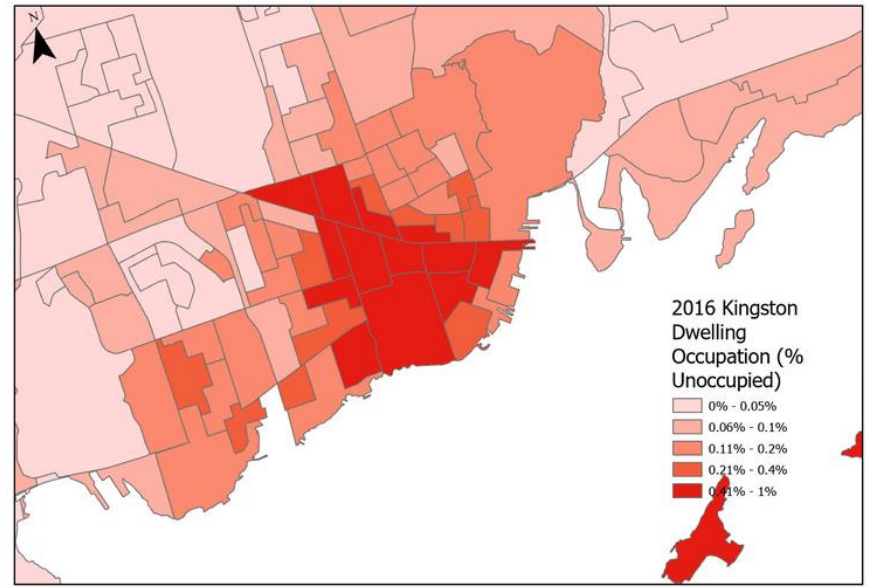 N
2016 Kingston
Dwelling
Occupation (%
Unoccupied)
0% - 0.05%
0.06% - 0.1%
0.11% - 0.2%
0.21% - 0.4%
0.41% - 1%